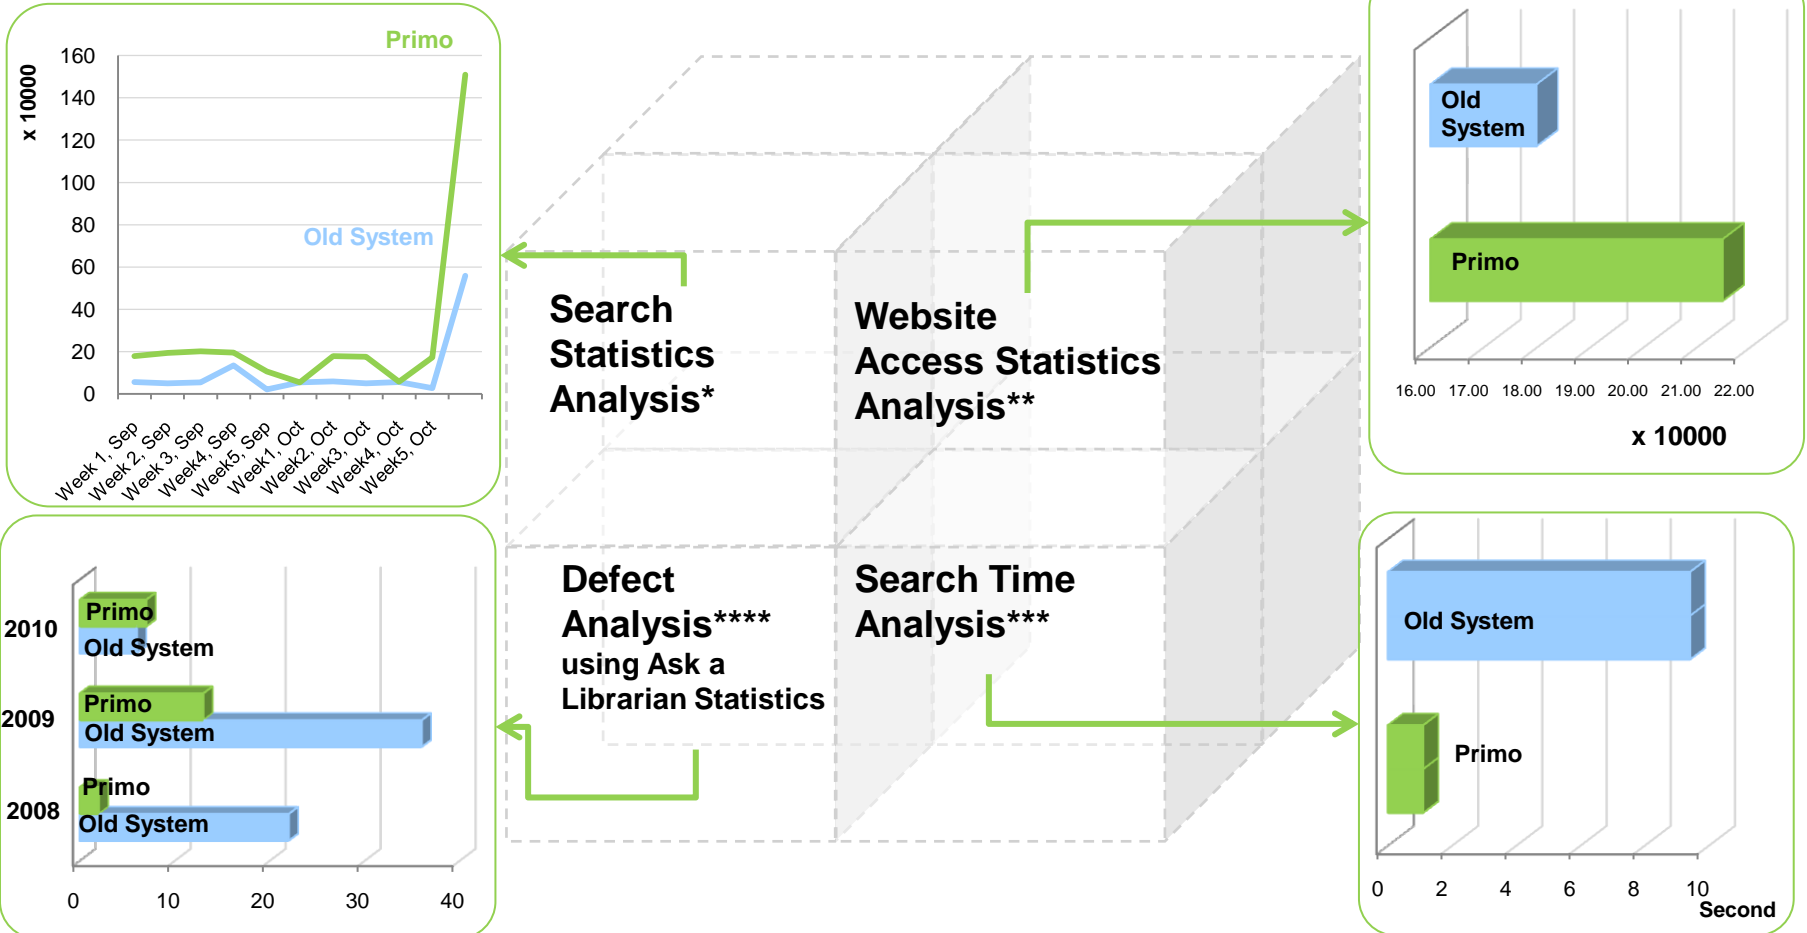 Primo
x 10000
160
140
120
100
80
60
40
20
0
Old System
Week 1, Sep
Week 2, Sep
Week 3, Sep
Week4, Sep
Week5, Sep
Week1, Oct
Week2, Oct
Week3, Oct
Week4, Oct
Week5, Oct
Search
Statistics
Analysis*
Website
Access Statistics
Analysis**
Old
System
Primo
16.00 17.00 18.00 19.00 20.00 21.00 22.00
x 10000
2010
Primo
Old System
2009
Primo
Old System
2008
Primo
Old System
0 10 20 30 40
Defect
Analysis****
using Ask a
Librarian Statistics
Search Time
Analysis***
Old System
Primo
0 2 4 6 8 10
Second